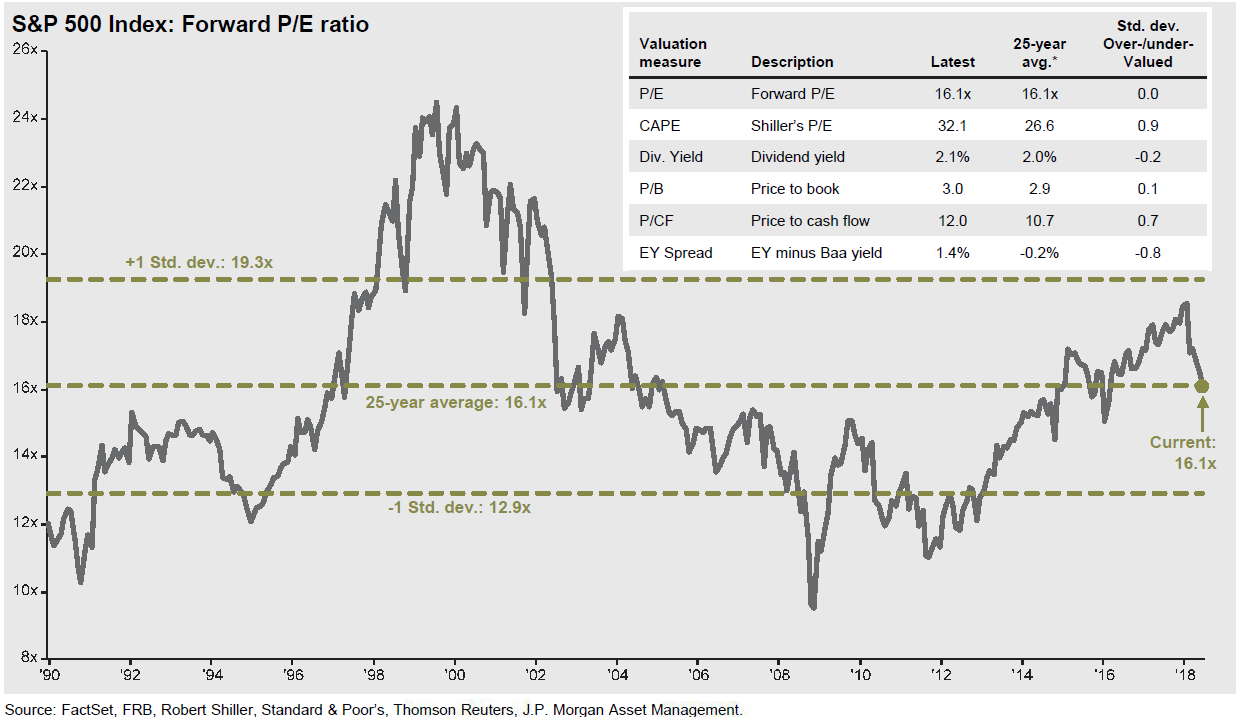 S&P 500 Index: Forward P/E ratio
26x
24x
22x
20x
18x
16x
14x
12x
10x
8x
+1 Std. dev.: 19.3x
25-year average: 16.1x
-1 Std. dev.: 12.9x
Current:
16.1x
Valuation measure Description Latest 25-year avg.* Std. dev. Over-/under-Valued
P/E Forward P/E 16.1x 16.1x 0.0
CAPE Shiller's P/E 32.1 26.6 0.9
Div. Yield Dividend yield 2.1% 2.0% -0.2
P/B Price to book 3.0 2.9 0.1
P/CF Price to cash flow 12.0 10.7 0.7
EY Spread EY minus Baa yield 1.4% -0.2% -0.8
'90 '92 '94 '96 '98 '00 '02 '04 '06 '08 '10 '12 '14 '16 '18
Source: FactSet, FRB, Robert Shiller, Standard & Poor's, Thomson Reuters, J.P. Morgan Asset Management.